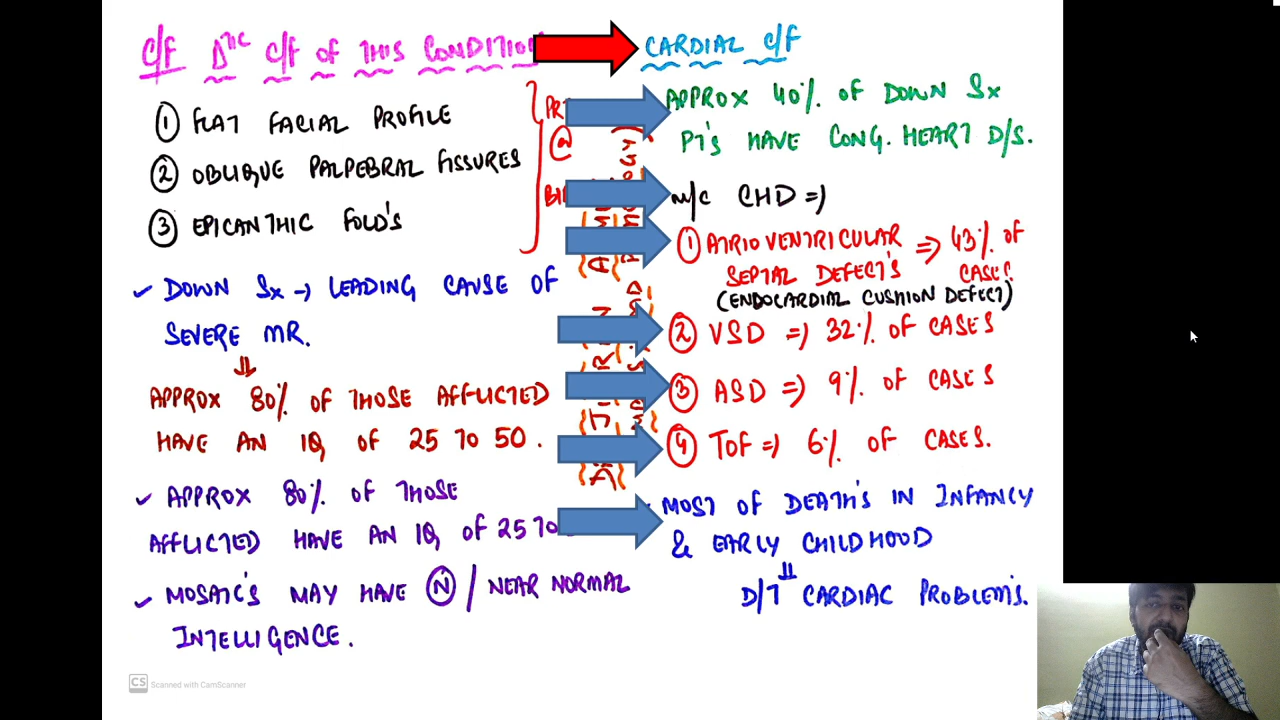 C/F ΔTIC C/F OF THIS CONDITION
① FLAT FACIAL PROFILE
② OBLIQUE PALPEBRAL FISSURES
③ EPICANTHIC FOLD'S
@
✓ DOWN Sx → LEADING CAUSE OF
SEVERE MR.
⇓
APPROX 80% OF THOSE AFFLICTED
HAVE AN IQ OF 25 TO 50.
✓ APPROX 80% OF THOSE
AFFLICTED HAVE AN IQ OF 25 TO
✓ MOSAIC'S MAY HAVE Ⓝ / NEAR NORMAL
INTELLIGENCE.
CARDIAL C/F
APPROX 40% OF DOWN Sx
PT'S HAVE CONG. HEART D/S.
M/C CHD ⇒
① ATRIOVENTRICULAR ⇒ 43% OF
SEPTAL DEFECT'S CASES
(ENDOCARDIAL CUSHION DEFECT)
② VSD ⇒ 32% OF CASES
③ ASD ⇒ 9% OF CASES
④ TOF ⇒ 6% OF CASES.
MOST OF DEATH'S IN INFANCY
& EARLY CHILDHOOD
⇓
D/T CARDIAC PROBLEM'S.
CS Scanned with CamScanner